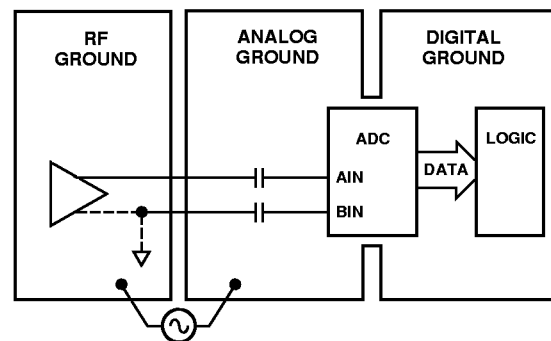 RF
GROUND
ANALOG
GROUND
DIGITAL
GROUND
ADC
LOGIC
DATA
AIN
BIN